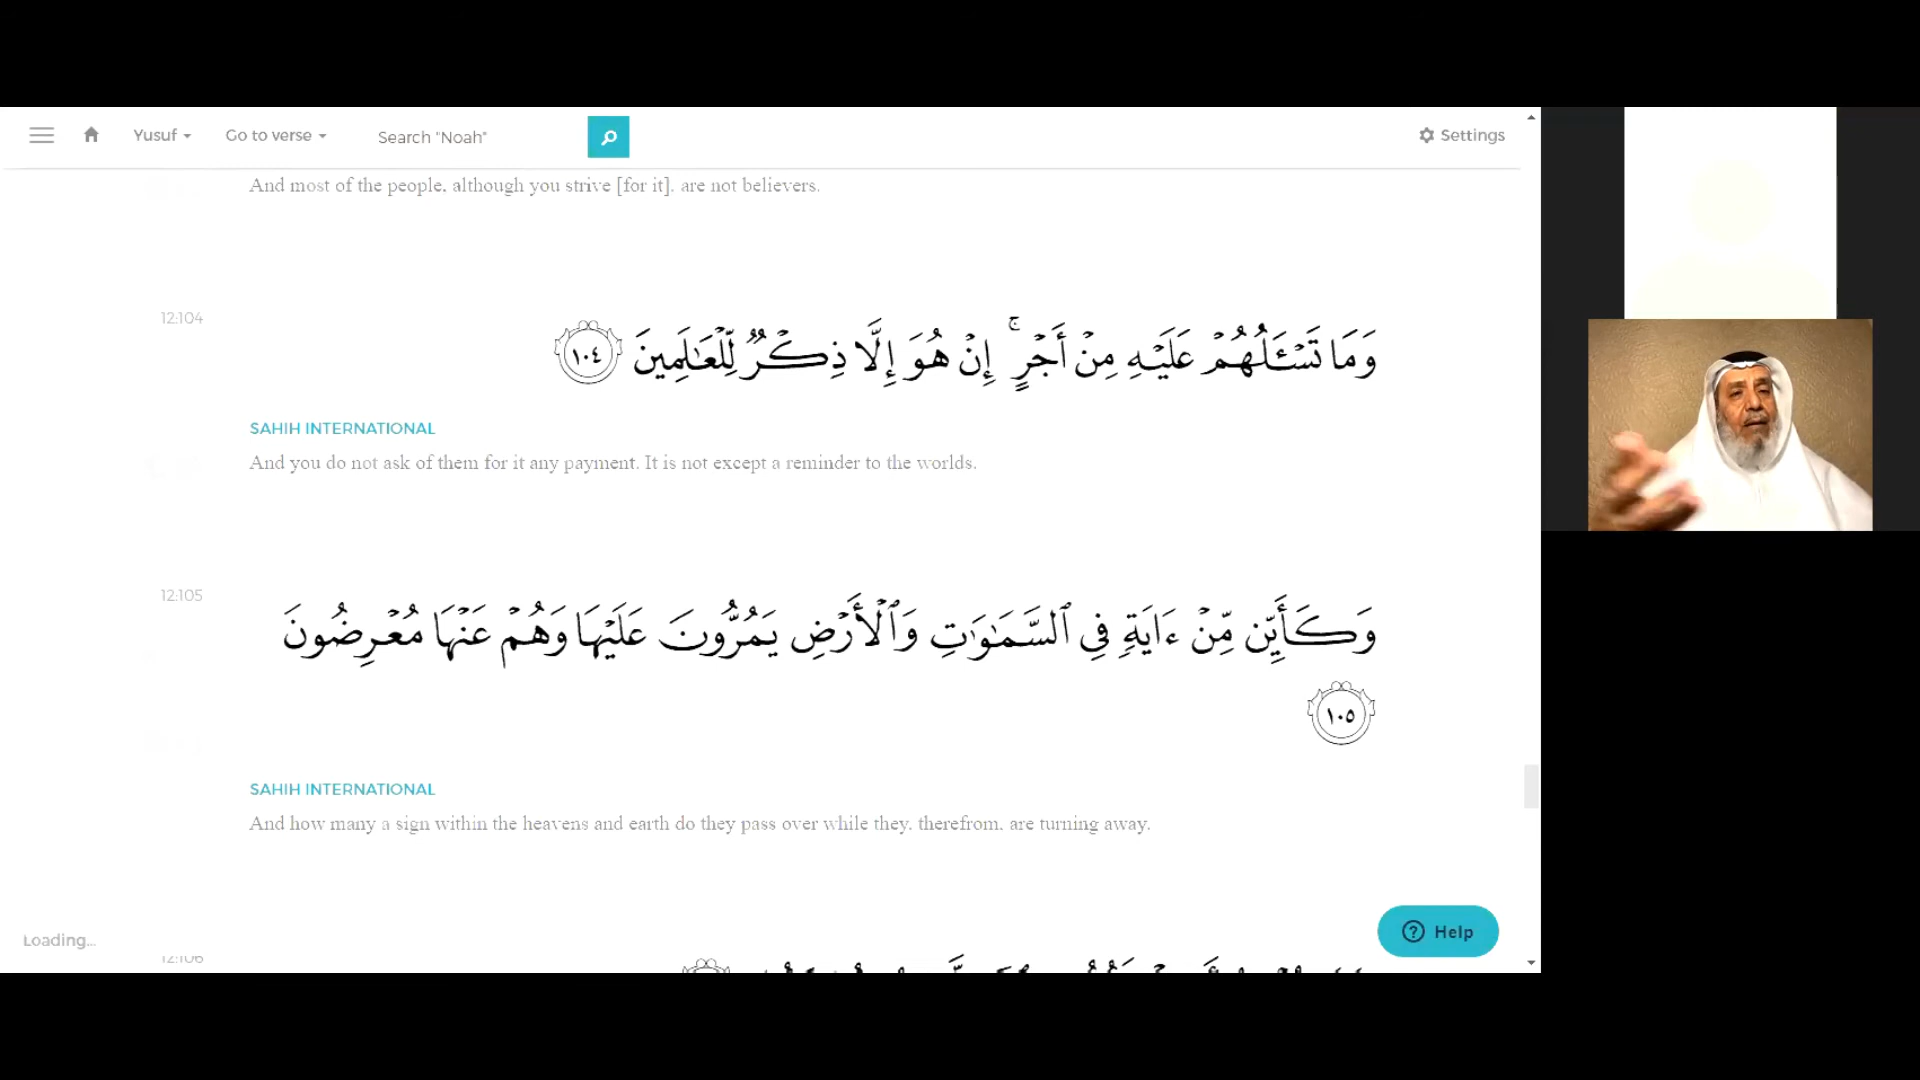 Yusuf
Go to verse
Search "Noah"
Settings
And most of the people, although you strive [for it], are not believers.
12:104
وَمَا تَسْـَٔلُهُمْ عَلَيْهِ مِنْ أَجْرٍ ۚ إِنْ هُوَ إِلَّا ذِكْرٌ لِّلْعَـٰلَمِينَ ١٠٤
SAHIH INTERNATIONAL
And you do not ask of them for it any payment. It is not except a reminder to the worlds.
12:105
وَكَأَيِّن مِّنْ ءَايَةٍ فِى ٱلسَّمَـٰوَٰتِ وَٱلْأَرْضِ يَمُرُّونَ عَلَيْهَا وَهُمْ عَنْهَا مُعْرِضُونَ
١٠٥
SAHIH INTERNATIONAL
And how many a sign within the heavens and earth do they pass over while they, therefrom, are turning away.
Help
Loading...
12:106